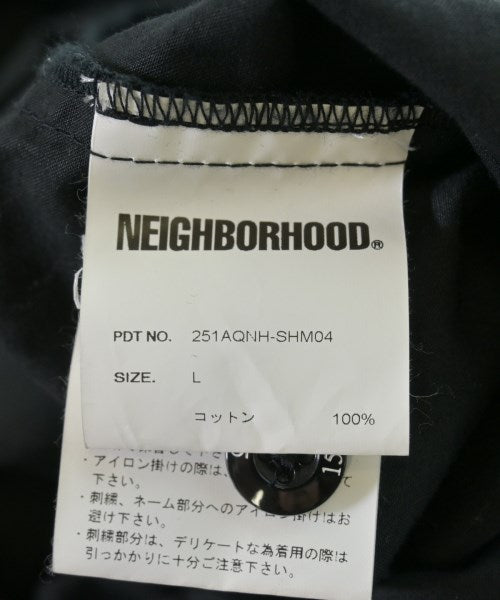 NEIGHBORHOOD®
PDT NO. 251AQNH-SHM04
SIZE. L
コットン 100%
・アイロン掛けの際は、 て
下さい。
・刺繍、ネーム部分へのアイロン掛けはお
避け下さい。
・刺繍部分は、デリケートな為着用の際は
引っかかりに十分ご注意下さい。
15